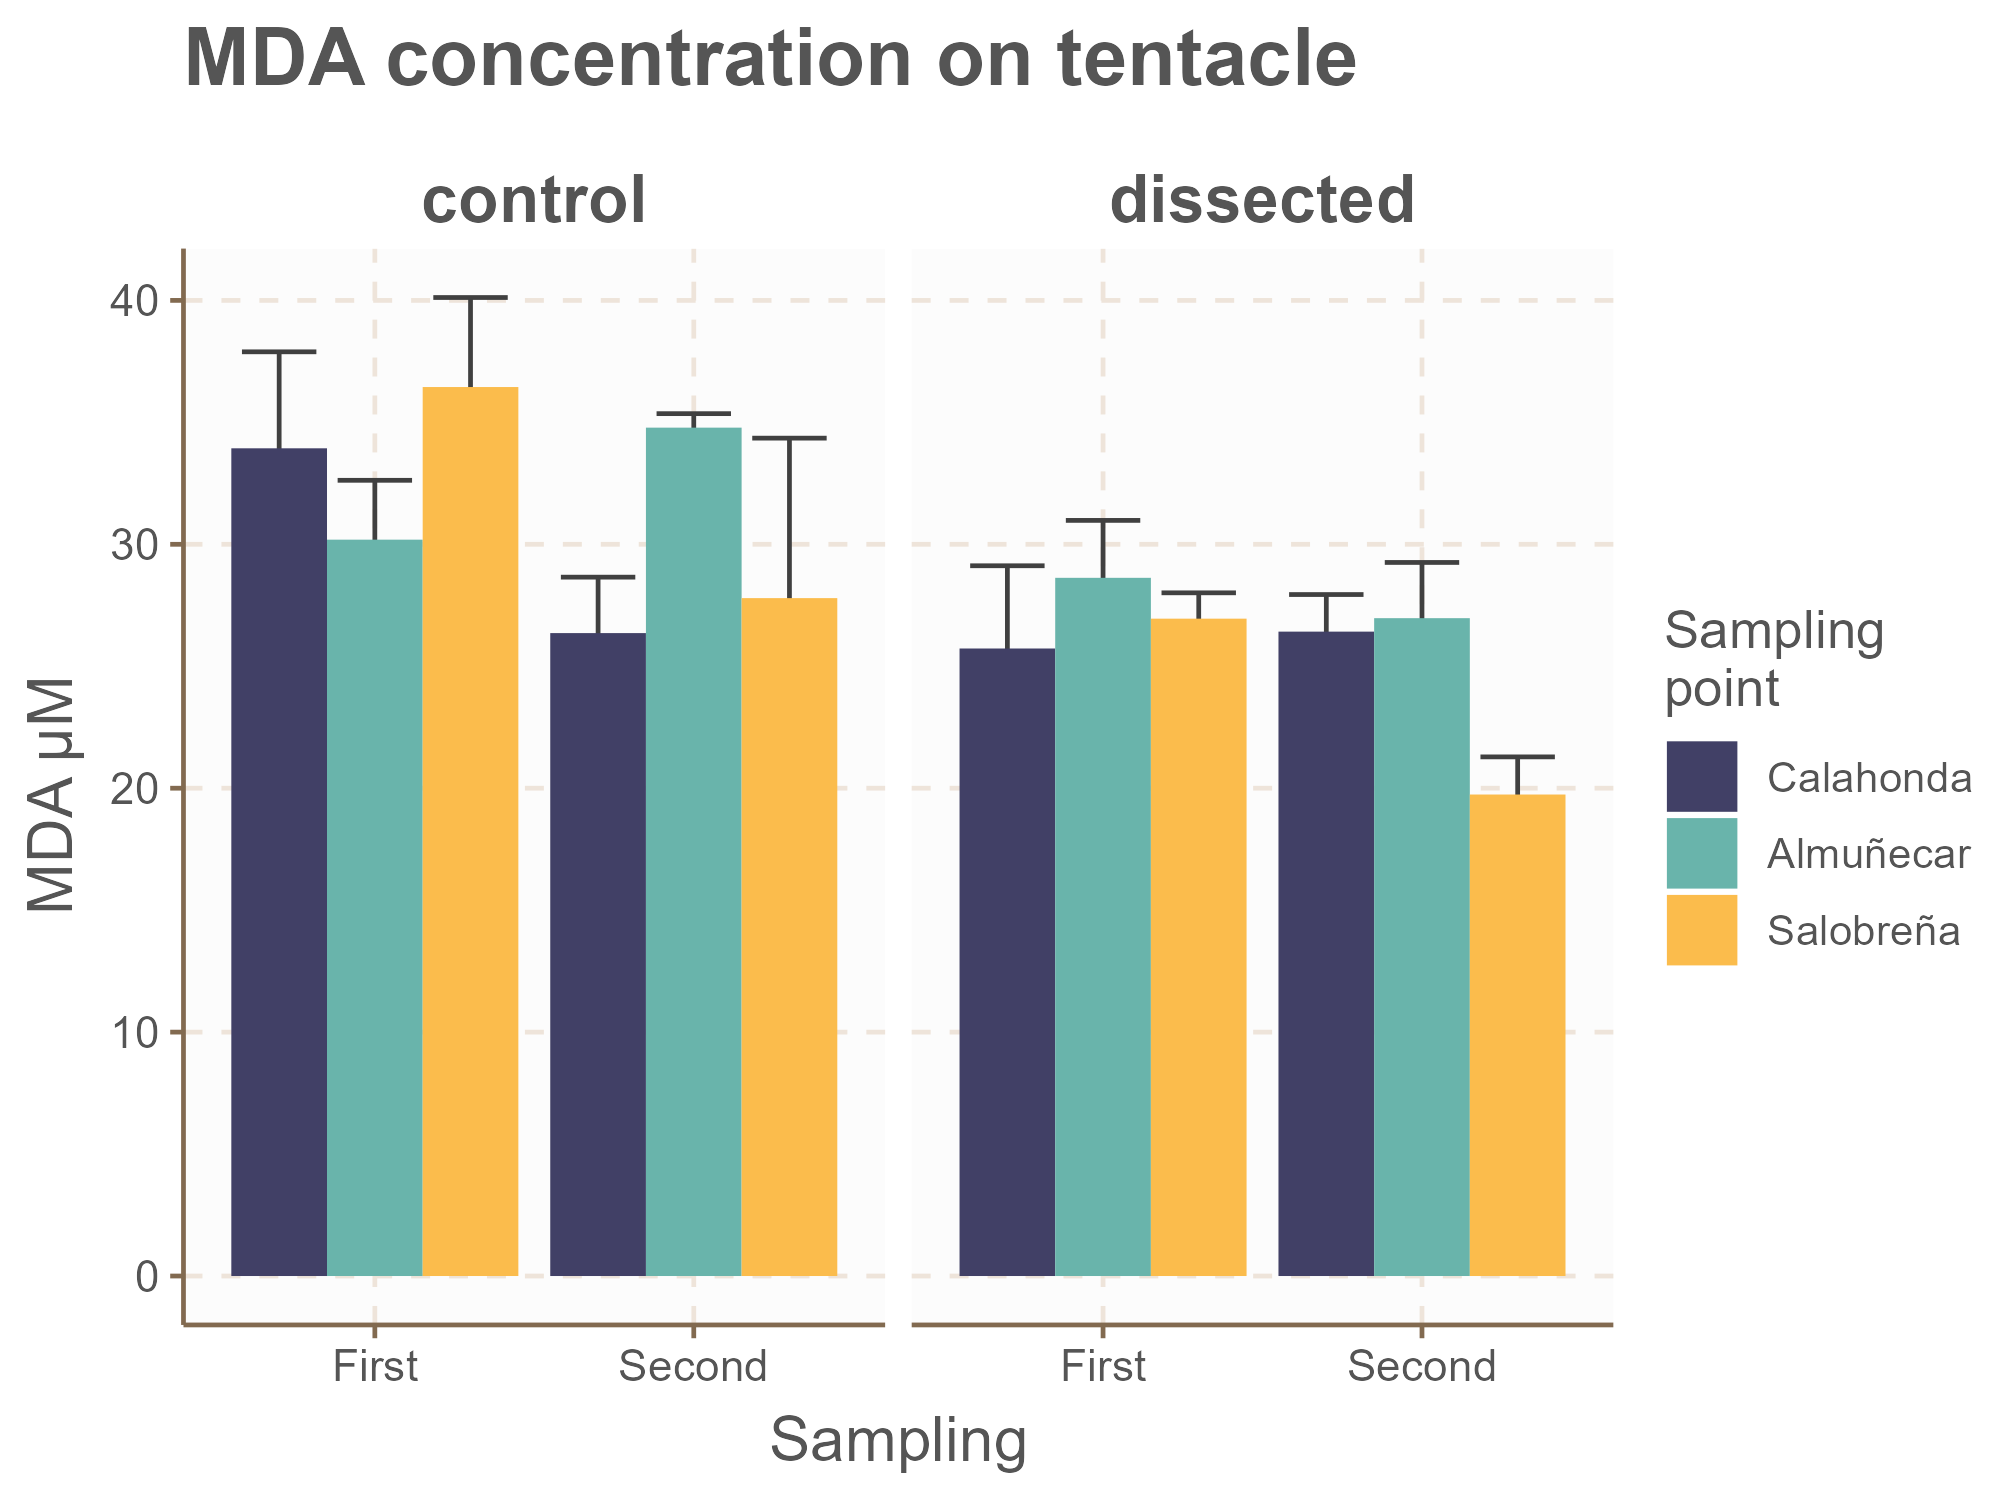 MDA concentration on tentacle
control
dissected
40
30
20
10
0
MDA µM
First
Second
First
Second
Sampling
Sampling
point
Calahonda
Almuñecar
Salobreña